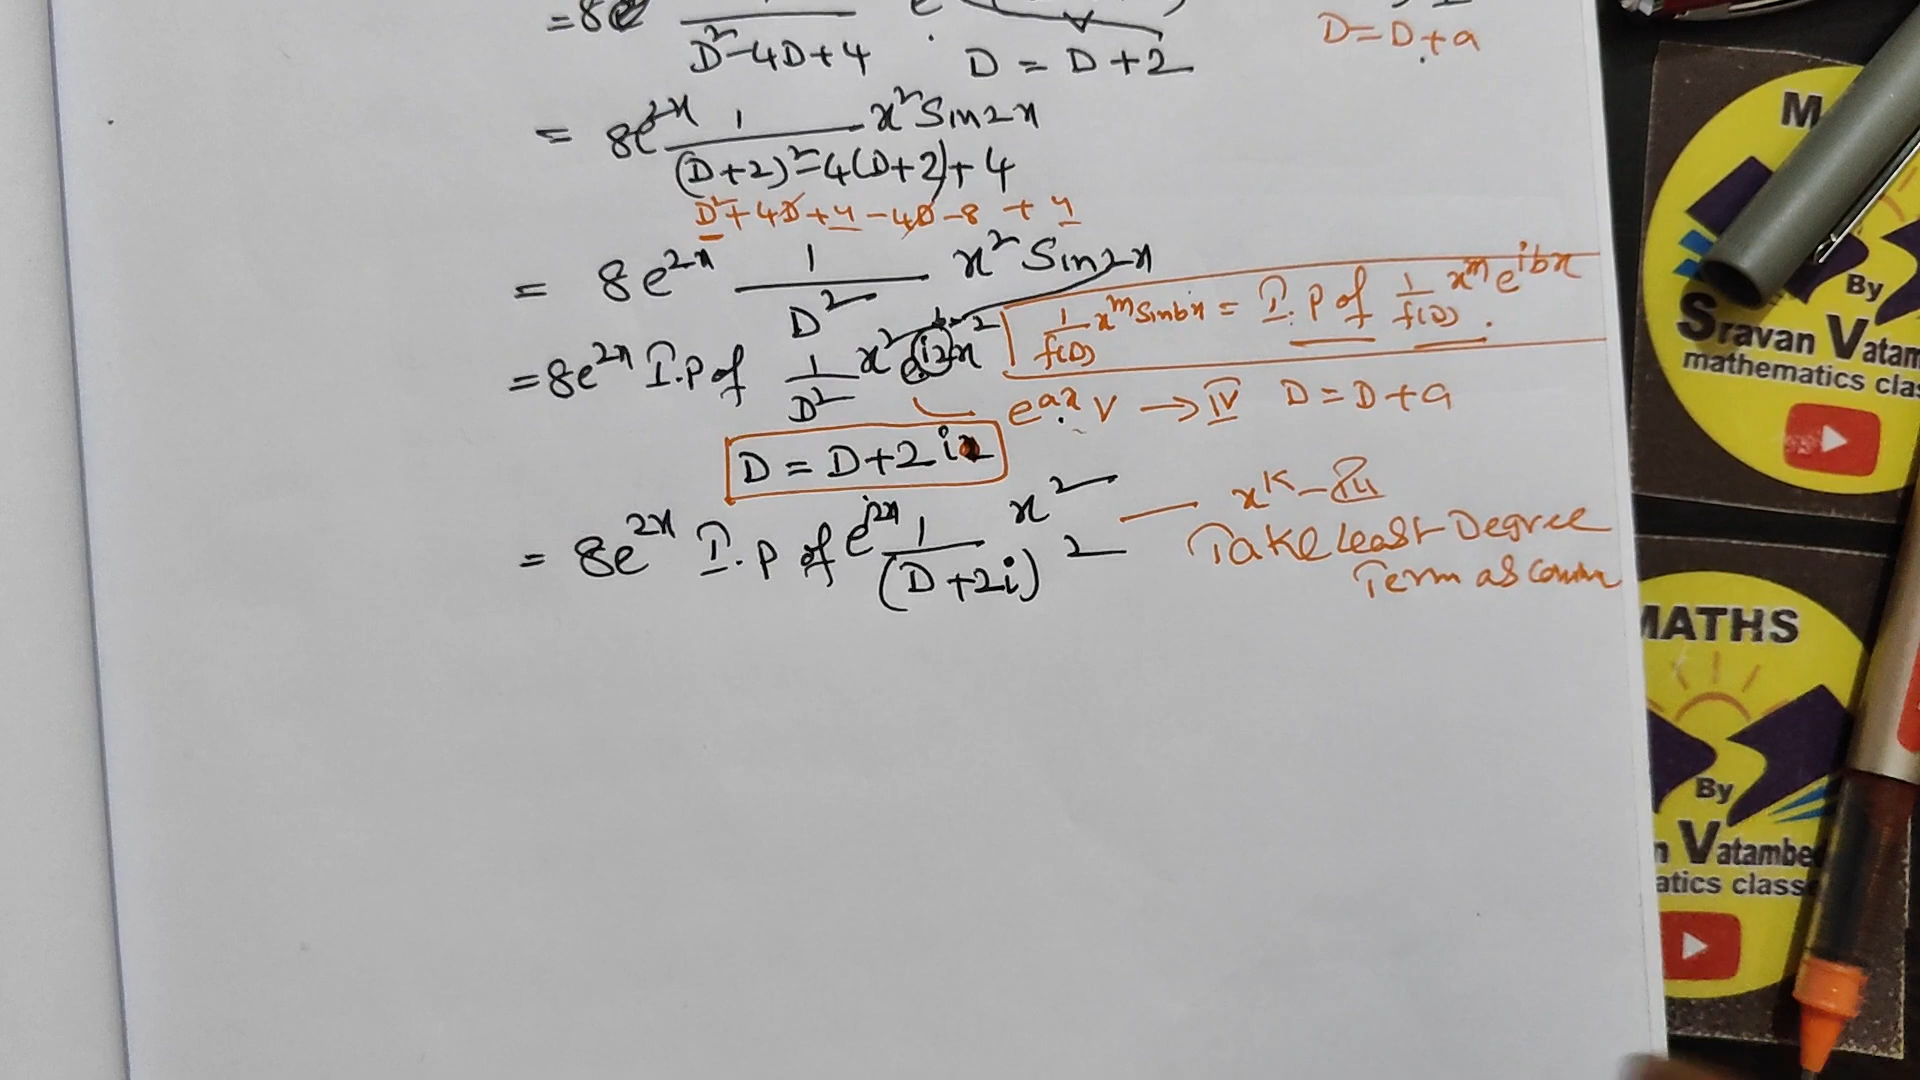 =8e
D²-4D+4
D = D+2
D=D+a
= 8e^2x 1 x² Sin2x
(D+2)²-4(D+2)+4
D²+4D+4-4D-8+4
= 8e^2x 1 x² Sin2x
D²
1/f(D) x^m Sinbx = I.P of 1/f(D) x^m e^ibx.
=8e^2x I.P of 1/D² x² e^i2x
e^ax V → IV D=D+a
D = D+2i
= 8e^2x I.P of e^i2x 1 x²
(D+2i)²
x^K -
Take least Degree
Term as
M
By
Sravan Vatam
mathematics clas
MATHS
By
n Vatambe
atics class